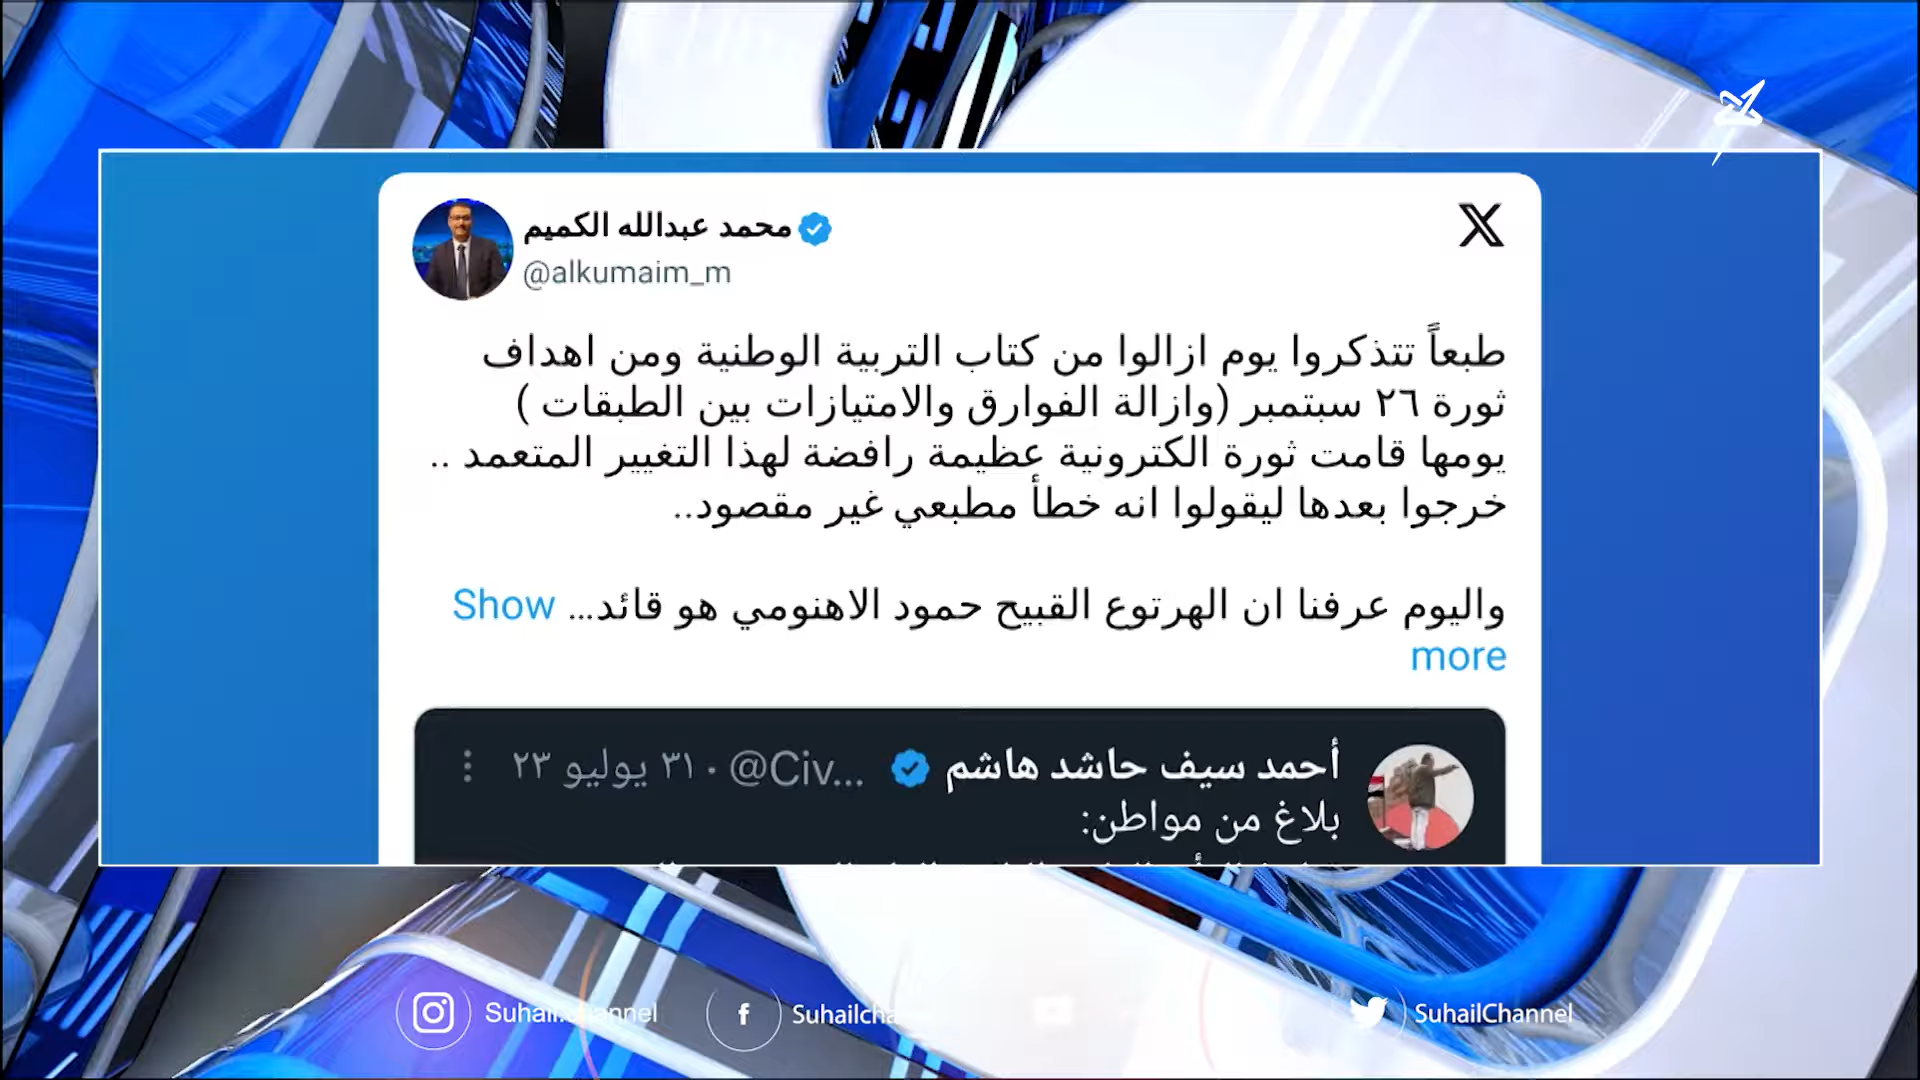 محمد عبدالله الكميم
@alkumaim_m
طبعاً تتذكروا يوم ازالوا من كتاب التربية الوطنية ومن اهداف
ثورة ٢٦ سبتمبر (وازالة الفوارق والامتيازات بين الطبقات )
يومها قامت ثورة الكترونية عظيمة رافضة لهذا التغيير المتعمد ..
خرجوا بعدها ليقولوا انه خطأ مطبعي غير مقصود..
واليوم عرفنا ان الهرتوع القبيح حمود الاهنومي هو قائد... Show
more
أحمد سيف حاشد هاشم @Civ... · ٣١ يوليو ٢٣
بلاغ من مواطن:
Suhail.channel
Suhailcha
SuhailChannel